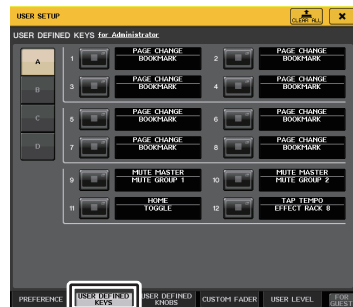 USER SETUP
CLEAR ALL
USER DEFINED KEYS for Administrator
A
B
C
D
1 PAGE CHANGE BOOKMARK
2 PAGE CHANGE BOOKMARK
3 PAGE CHANGE BOOKMARK
4 PAGE CHANGE BOOKMARK
5 PAGE CHANGE BOOKMARK
6 PAGE CHANGE BOOKMARK
7 PAGE CHANGE BOOKMARK
8 PAGE CHANGE BOOKMARK
9 MUTE MASTER MUTE GROUP 1
10 MUTE MASTER MUTE GROUP 2
11 HOME TOGGLE
12 TAP TEMPO EFFECT RACK 8
PREFERENCE
USER DEFINED KEYS
USER DEFINED KNOBS
CUSTOM FADER
USER LEVEL
FOR GUEST